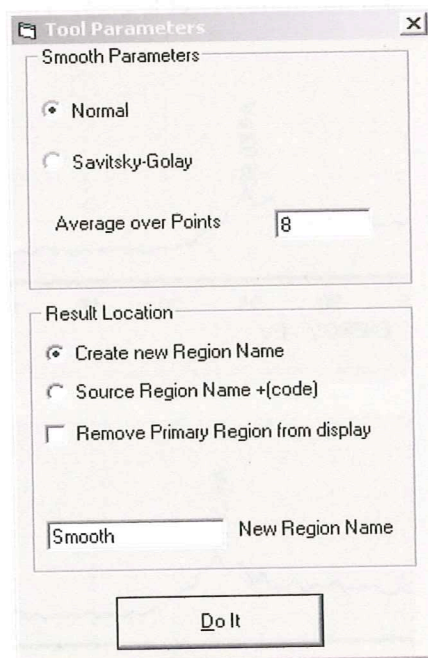 Tool Parameters
Smooth Parameters
Normal
Savitsky-Golay
Average over Points 8
Result Location
Create new Region Name
Source Region Name +(code)
Remove Primary Region from display
Smooth New Region Name
Do It